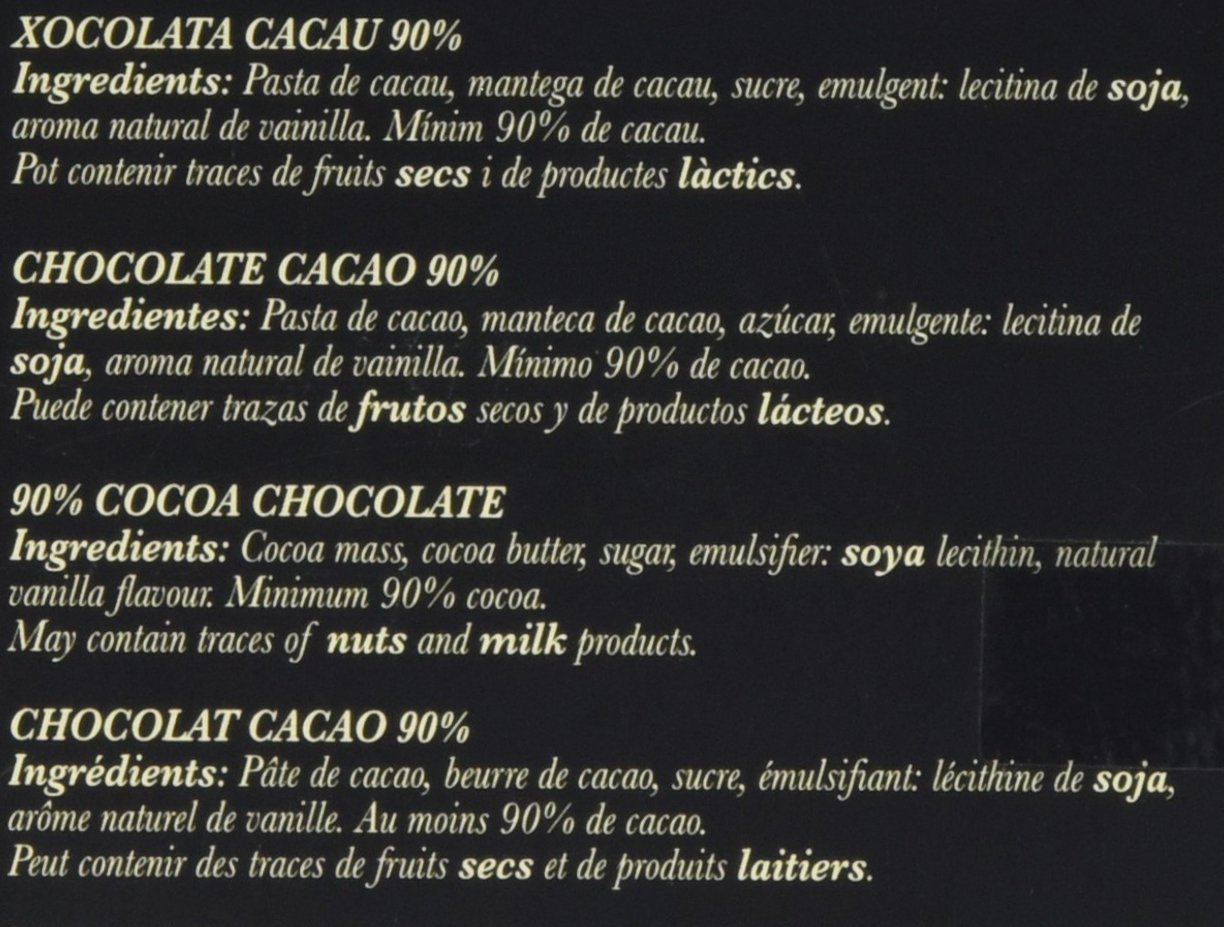 XOCOLATA CACAU 90%
Ingredients: Pasta de cacau, mantega de cacau, sucre, emulgent: lecitina de soja,
aroma natural de vainilla. Mínim 90% de cacau.
Pot contenir traces de fruits secs i de productes làctics.
CHOCOLATE CACAO 90%
Ingredientes: Pasta de cacao, manteca de cacao, azúcar, emulgente: lecitina de
soja, aroma natural de vainilla. Mínimo 90% de cacao.
Puede contener trazas de frutos secos y de productos lácteos.
90% COCOA CHOCOLATE
Ingredients: Cocoa mass, cocoa butter, sugar, emulsifier: soya lecithin, natural
vanilla flavour. Minimum 90% cocoa.
May contain traces of nuts and milk products.
CHOCOLAT CACAO 90%
Ingrédients: Pâte de cacao, beurre de cacao, sucre, émulsifiant: lécithine de soja,
arôme naturel de vanille. Au moins 90% de cacao.
Peut contenir des traces de fruits secs et de produits laitiers.